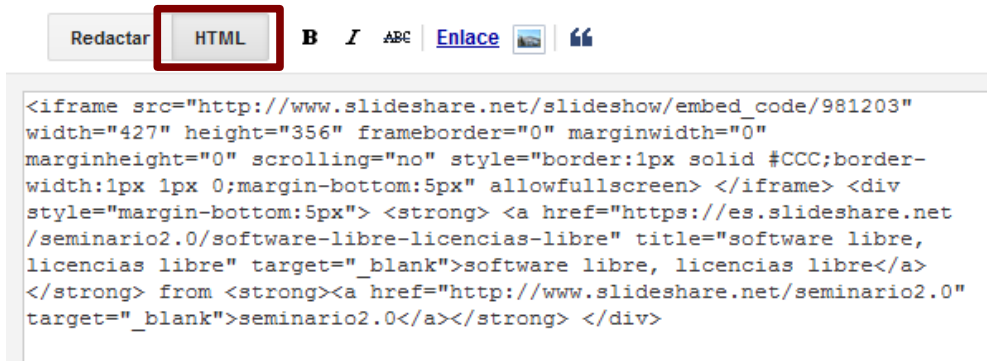 Redactar HTML B I ABC Enlace
<iframe src="http://www.slideshare.net/slideshow/embed_code/981203"
width="427" height="356" frameborder="0" marginwidth="0"
marginheight="0" scrolling="no" style="border:1px solid #CCC;border-
width:1px 1px 0;margin-bottom:5px" allowfullscreen> </iframe> <div
style="margin-bottom:5px"> <strong> <a href="https://es.slideshare.net
/seminario2.0/software-libre-licencias-libre" title="software libre,
licencias libre" target="_blank">software libre, licencias libre</a>
</strong> from <strong><a href="http://www.slideshare.net/seminario2.0"
target="_blank">seminario2.0</a></strong> </div>